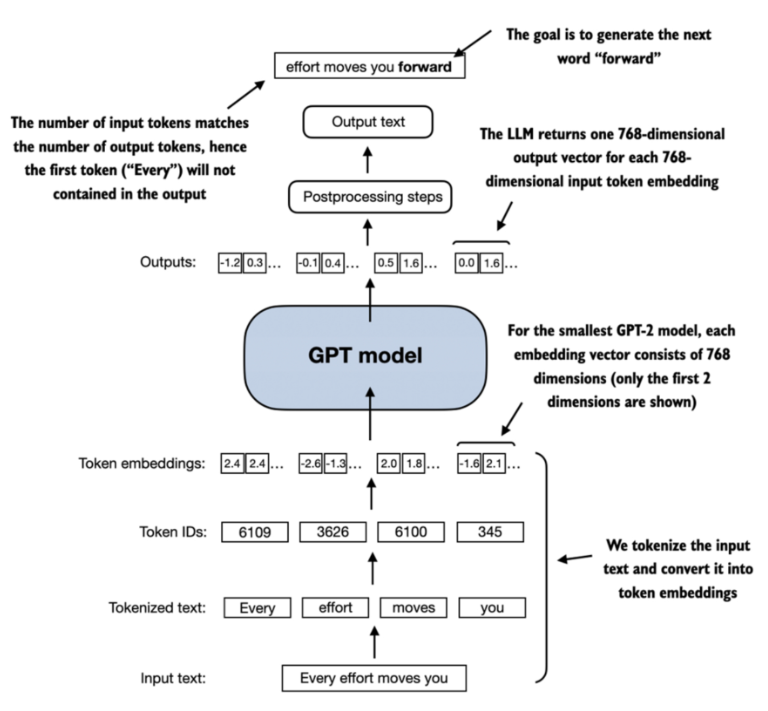 The goal is to generate the next
word “forward”
effort moves you forward
The number of input tokens matches
the number of output tokens, hence
the first token (“Every”) will not
contained in the output
Output text
The LLM returns one 768-dimensional
output vector for each 768-
dimensional input token embedding
Postprocessing steps
Outputs: -1.2 0.3 ... -0.1 0.4 ... 0.5 1.6 ... 0.0 1.6 ...
GPT model
For the smallest GPT-2 model, each
embedding vector consists of 768
dimensions (only the first 2
dimensions are shown)
Token embeddings: 2.4 2.4 ... -2.6 -1.3 ... 2.0 1.8 ... -1.6 2.1 ...
Token IDs: 6109 3626 6100 345
We tokenize the input
text and convert it into
token embeddings
Tokenized text: Every effort moves you
Input text: Every effort moves you